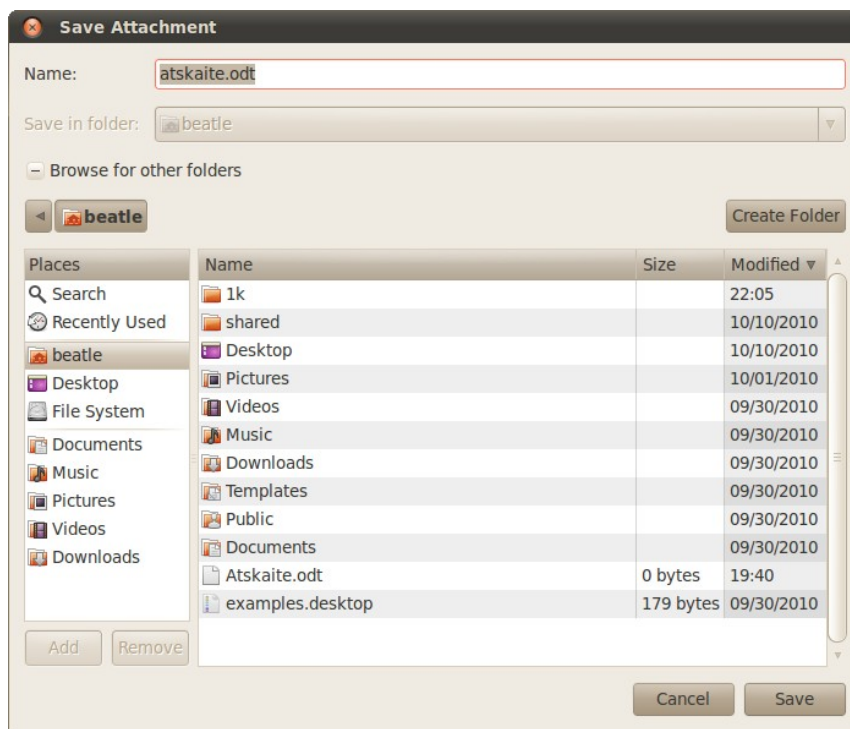 Save Attachment
Name: atskaite.odt
Save in folder: beatle
Browse for other folders
beatle Create Folder
Places Name Size Modified
Search 1k 22:05
Recently Used shared 10/10/2010
beatle Desktop 10/10/2010
Desktop Pictures 10/01/2010
File System Videos 09/30/2010
Documents Music 09/30/2010
Music Downloads 09/30/2010
Pictures Templates 09/30/2010
Videos Public 09/30/2010
Downloads Documents 09/30/2010
Atskaite.odt 0 bytes 19:40
examples.desktop 179 bytes 09/30/2010
Add Remove
Cancel Save